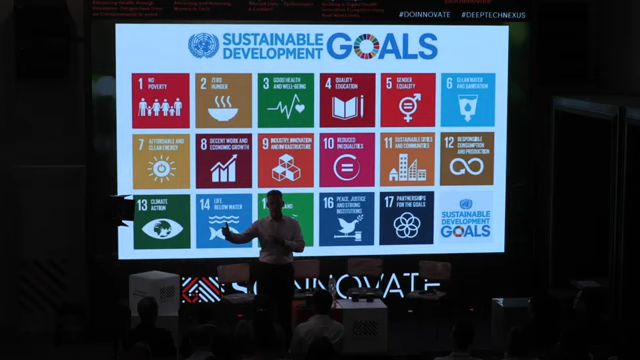 #DOINNOVATE #DEEPTECHNEXUS
SUSTAINABLE
DEVELOPMENT
GOALS
1 NO
POVERTY
2 ZERO
HUNGER
3 GOOD HEALTH
AND WELL-BEING
4 QUALITY
EDUCATION
5 GENDER
EQUALITY
6 CLEAN WATER
AND SANITATION
7 AFFORDABLE AND
CLEAN ENERGY
8 DECENT WORK AND
ECONOMIC GROWTH
9 INDUSTRY, INNOVATION
AND INFRASTRUCTURE
10 REDUCED
INEQUALITIES
11 SUSTAINABLE CITIES
AND COMMUNITIES
12 RESPONSIBLE
CONSUMPTION
AND PRODUCTION
13 CLIMATE
ACTION
14 LIFE
BELOW WATER
16 PEACE, JUSTICE
AND STRONG
INSTITUTIONS
17 PARTNERSHIPS
FOR THE GOALS
SUSTAINABLE
DEVELOPMENT
GOALS